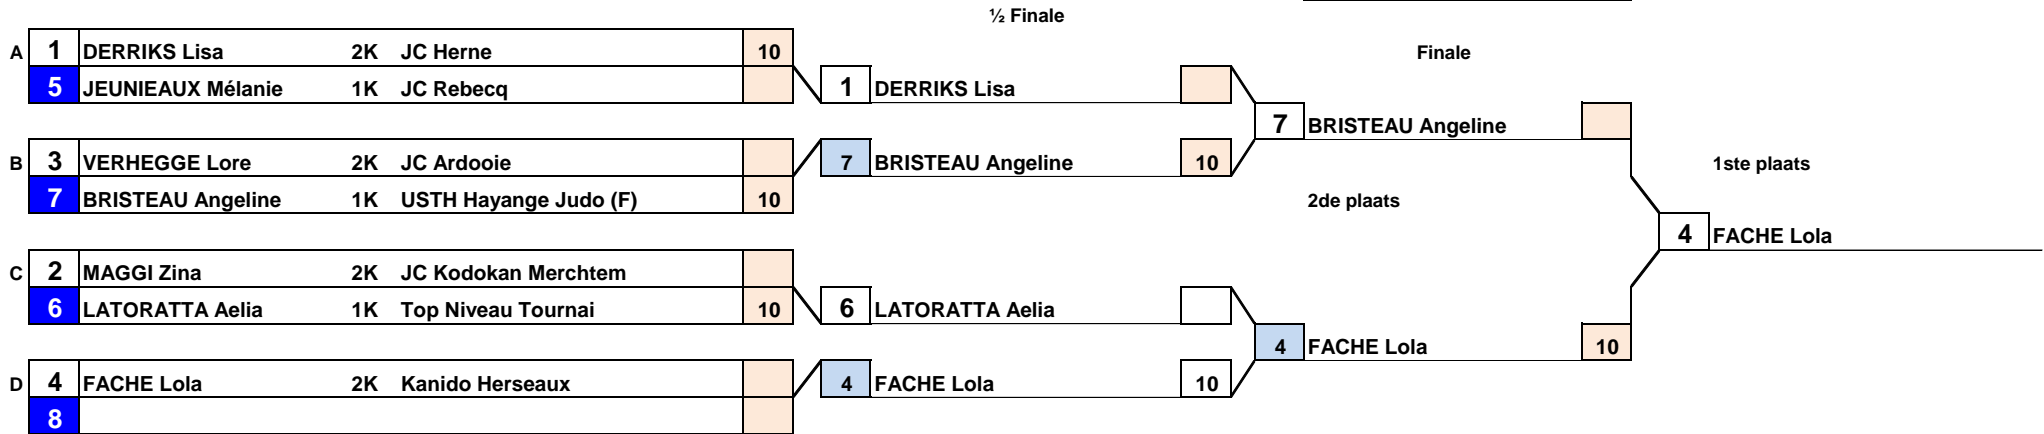 ½ Finale
A 1 DERRIKS Lisa 2K JC Herne 10
Finale
5 JEUNIEAUX Mélanie 1K JC Rebecq
1 DERRIKS Lisa
7 BRISTEAU Angeline
B 3 VERHEGGE Lore 2K JC Ardooie
7 BRISTEAU Angeline 10
1ste plaats
7 BRISTEAU Angeline 1K USTH Hayange Judo (F) 10
2de plaats
4 FACHE Lola
C 2 MAGGI Zina 2K JC Kodokan Merchtem
6 LATORATTA Aelia 1K Top Niveau Tournai 10
6 LATORATTA Aelia
4 FACHE Lola 10
D 4 FACHE Lola 2K Kanido Herseaux
4 FACHE Lola 10
8